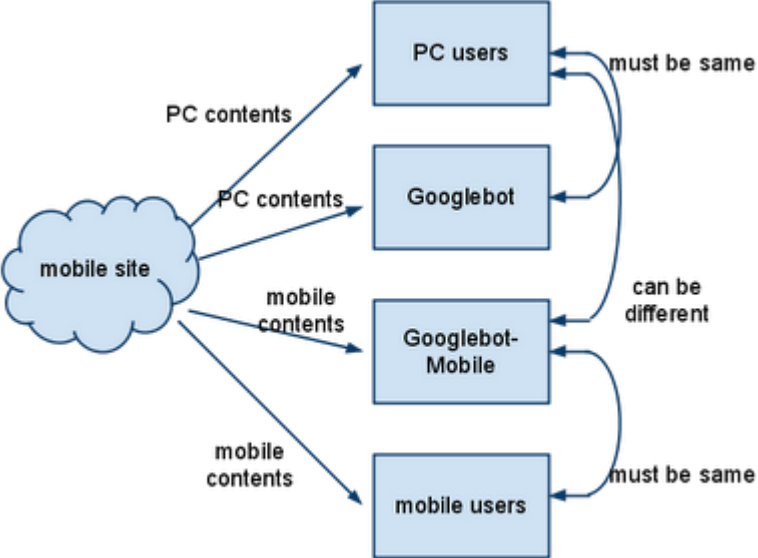 PC users
must be same
PC contents
PC contents
Googlebot
mobile site
mobile
contents
can be
different
Googlebot-
Mobile
mobile
contents
must be same
mobile users